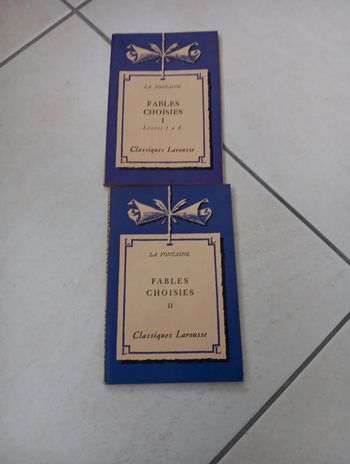 LA FONTAINE
FABLES
CHOISIES
I
Livres 1 à 6
Classiques Larousse
LA FONTAINE
FABLES
CHOISIES
II
Classiques Larousse